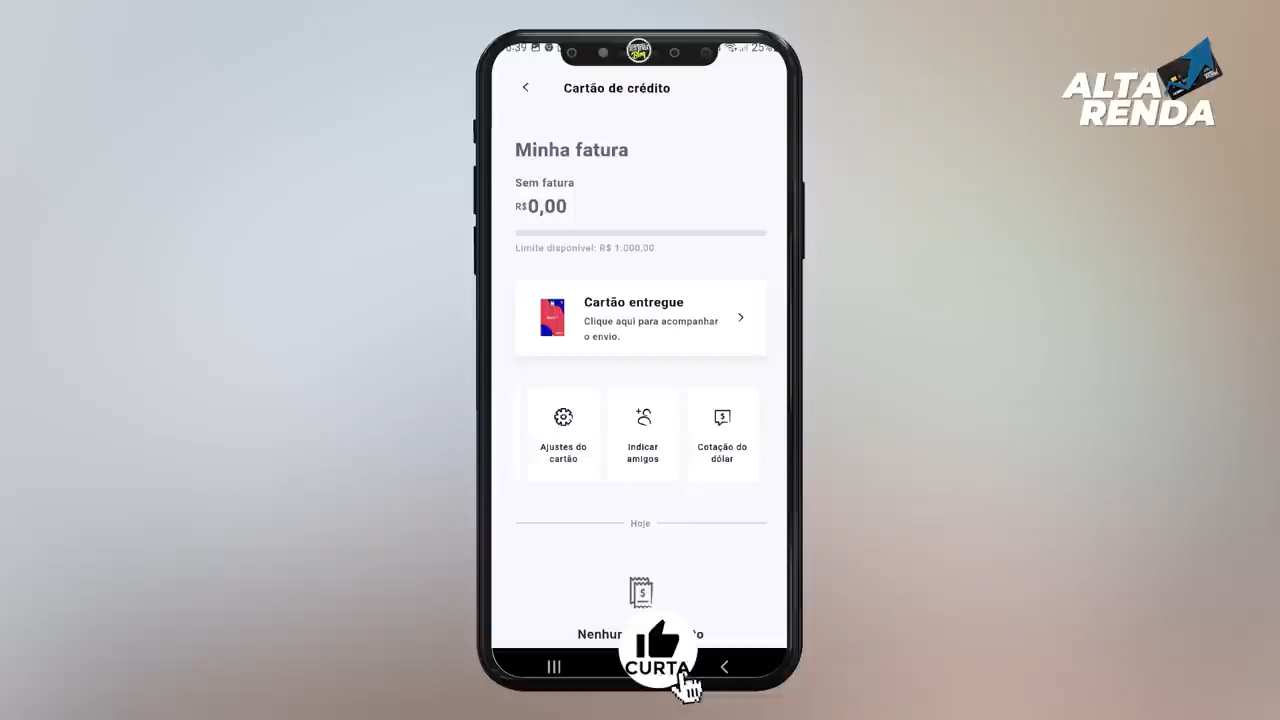 25%
ALTA
RENDA
Cartão de crédito
Minha fatura
Sem fatura
R$0,00
Limite disponível: R$ 1.000,00
Cartão entregue
Clique aqui para acompanhar
o envio.
Ajustes do
cartão
Indicar
amigos
Cotação do
dólar
Hoje
CURTA